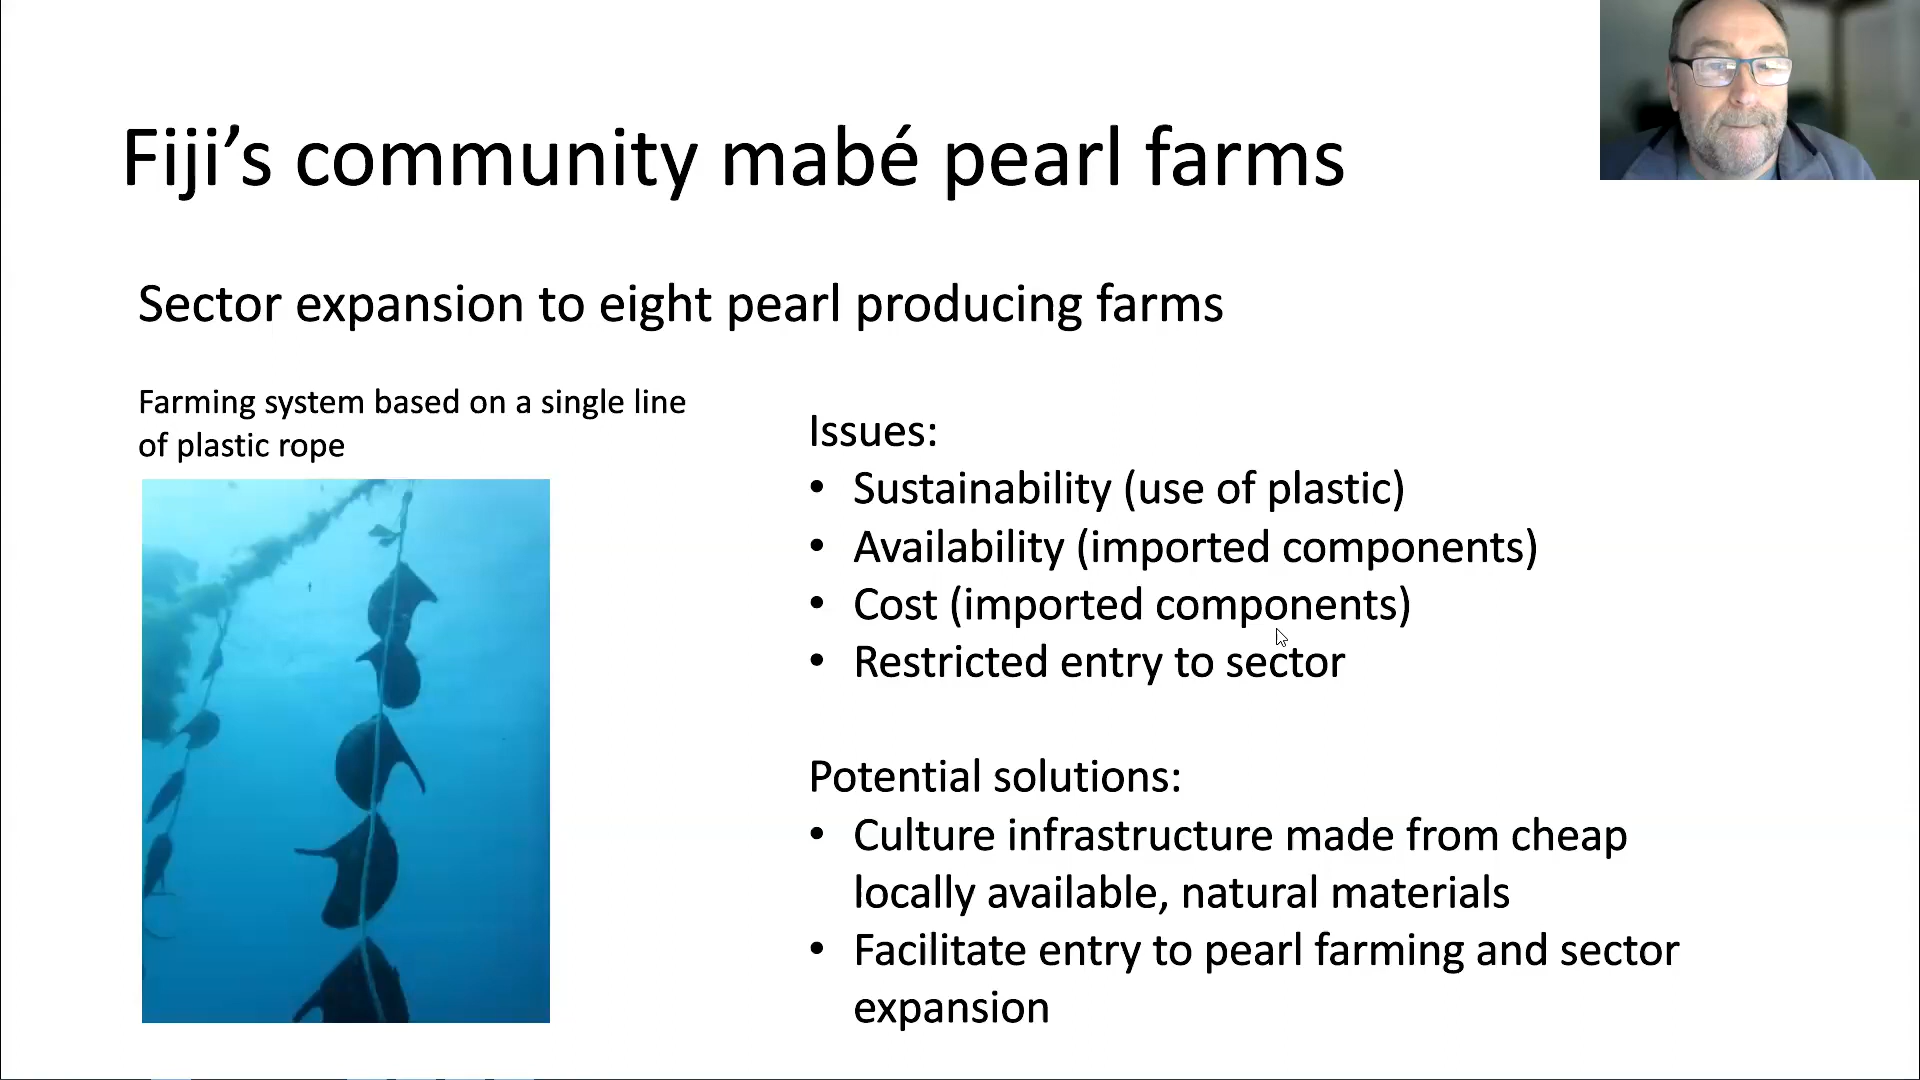 Fiji’s community mabé pearl farms
Sector expansion to eight pearl producing farms
Farming system based on a single line
of plastic rope
Issues:
• Sustainability (use of plastic)
• Availability (imported components)
• Cost (imported components)
• Restricted entry to sector
Potential solutions:
• Culture infrastructure made from cheap
locally available, natural materials
• Facilitate entry to pearl farming and sector
expansion